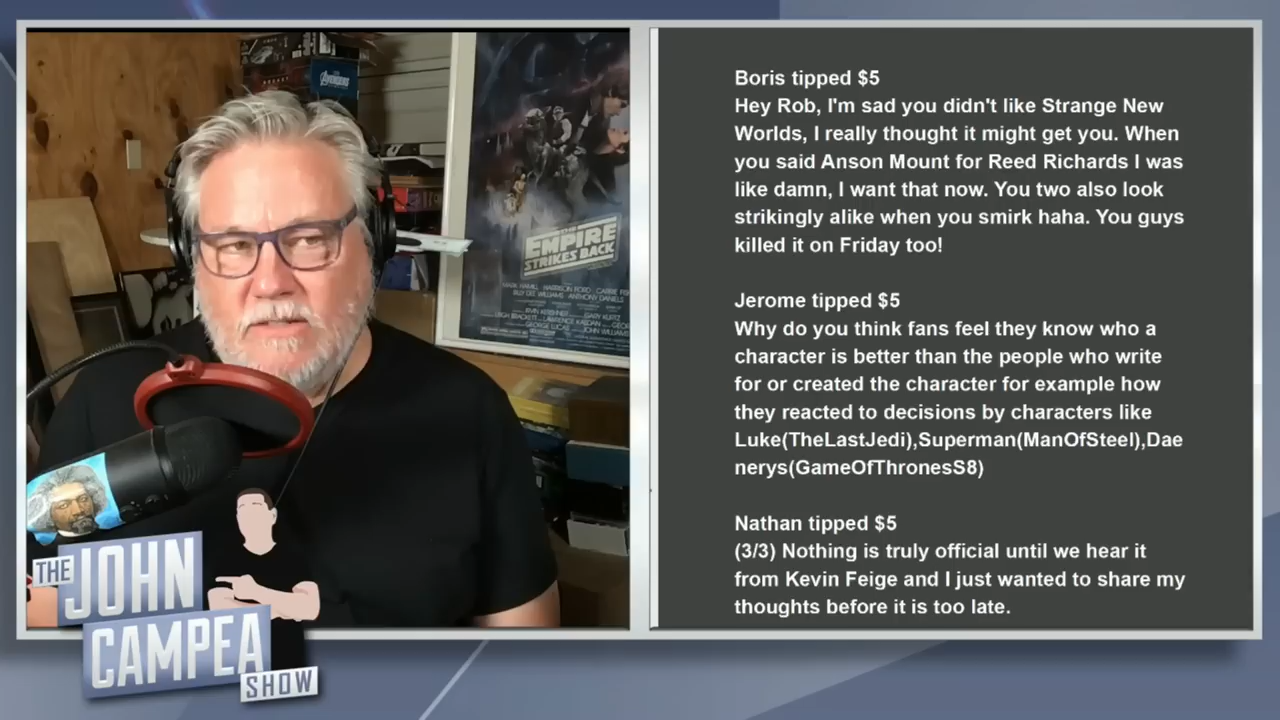 AVENGERS
THE
EMPIRE
STRIKES BACK
Boris tipped $5
Hey Rob, I'm sad you didn't like Strange New
Worlds, I really thought it might get you. When
you said Anson Mount for Reed Richards I was
like damn, I want that now. You two also look
strikingly alike when you smirk haha. You guys
killed it on Friday too!
Jerome tipped $5
Why do you think fans feel they know who a
character is better than the people who write
for or created the character for example how
they reacted to decisions by characters like
Luke(TheLastJedi),Superman(ManOfSteel),Dae
nerys(GameOfThronesS8)
Nathan tipped $5
(3/3) Nothing is truly official until we hear it
from Kevin Feige and I just wanted to share my
thoughts before it is too late.
THE
JOHN
CAMPEA
SHOW